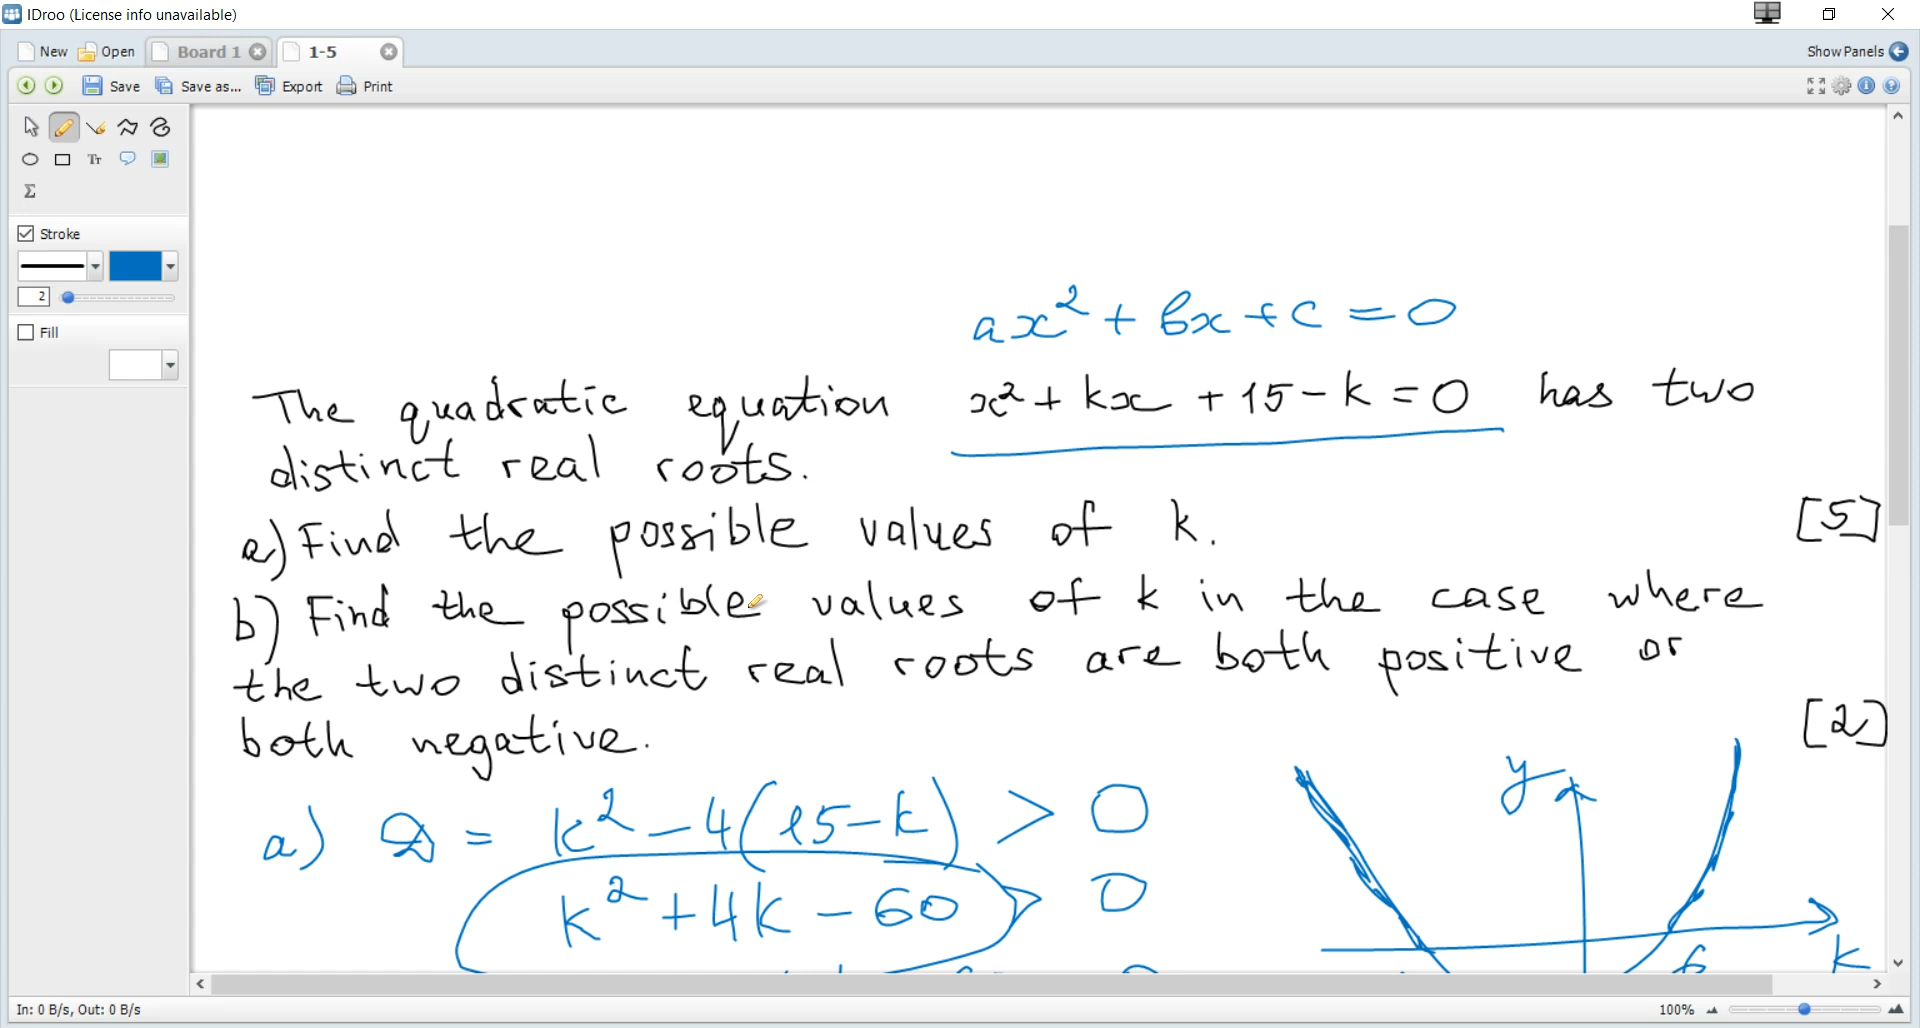 IDroo (License info unavailable)
New Open Board 1 1-5 Show Panels
Save Save as... Export Print
Tт
Σ
Stroke
2
Fill
ax² + bx + c = 0
The quadratic equation x² + kx + 15 - k = 0 has two
distinct real roots.
a) Find the possible values of k. [5]
b) Find the possible values of k in the case where
the two distinct real roots are both positive or
both negative. [2]
a) D = k² - 4(15 - k) > 0
k² + 4k - 60 > 0
y
6
k
In: 0 B/s, Out: 0 B/s 100%